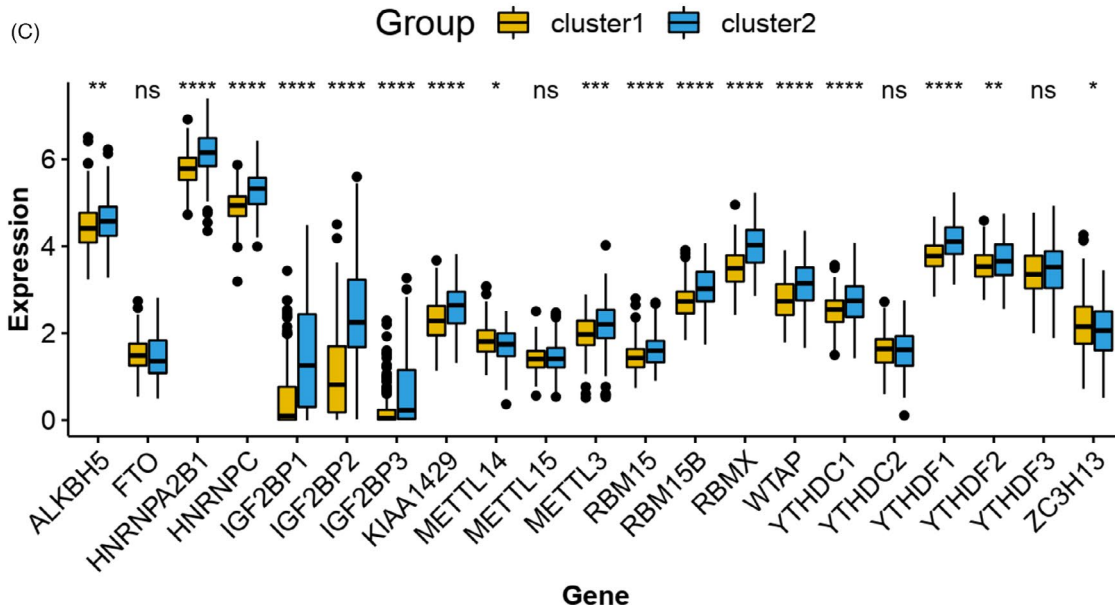 (C)
Group cluster1 cluster2
** ns **** **** **** **** **** **** * ns *** **** **** **** **** **** ns **** ** ns *
Expression
6
4
2
0
ALKBH5
FTO
HNRNPA2B1
HNRNPC
IGF2BP1
IGF2BP2
IGF2BP3
KIAA1429
METTL14
METTL15
METTL3
RBM15
RBM15B
RBMX
WTAP
YTHDC1
YTHDC2
YTHDF1
YTHDF2
YTHDF3
ZC3H13
Gene